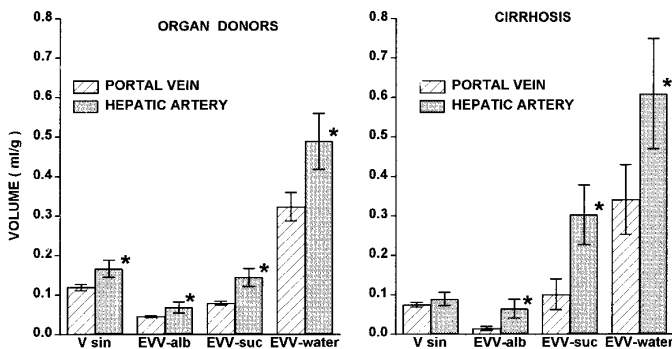 ORGAN DONORS
0.8
0.7
0.6
0.5
0.4
0.3
0.2
0.1
0.0
VOLUME ( ml/g )
PORTAL VEIN
HEPATIC ARTERY
*
*
*
*
V sin EVV-alb EVV-suc EVV-water
CIRRHOSIS
0.8
0.7
0.6
0.5
0.4
0.3
0.2
0.1
0.0
PORTAL VEIN
HEPATIC ARTERY
*
*
*
V sin EVV-alb EVV-suc EVV-water